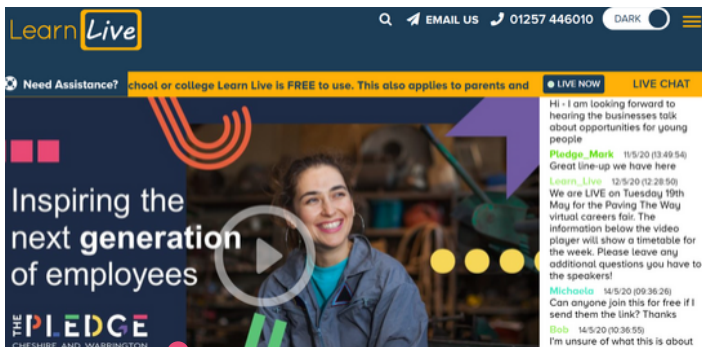 Learn Live
EMAIL US
01257 446010
DARK
Need Assistance?
chool or college Learn Live is FREE to use. This also applies to parents and
LIVE NOW
LIVE CHAT
Inspiring the
next generation
of employees
THE PLEDGE
CHESHIRE AND WARRINGTON
Hi - I am looking forward to
hearing the businesses talk
about opportunities for young
people
Pledge_Mark 11/5/20 (13:49:54)
Great line-up we have here
Learn_Live 12/5/20 (12:28:50)
We are LIVE on Tuesday 19th
May for the Paving The Way
virtual careers fair. The
information below the video
player will show a timetable for
the week. Please leave any
additional questions you have to
the speakers!
Michaela 14/5/20 (09:36:26)
Can anyone join this for free if I
send them the link? Thanks
Bob 14/5/20 (10:36:55)
I'm unsure of what this is about